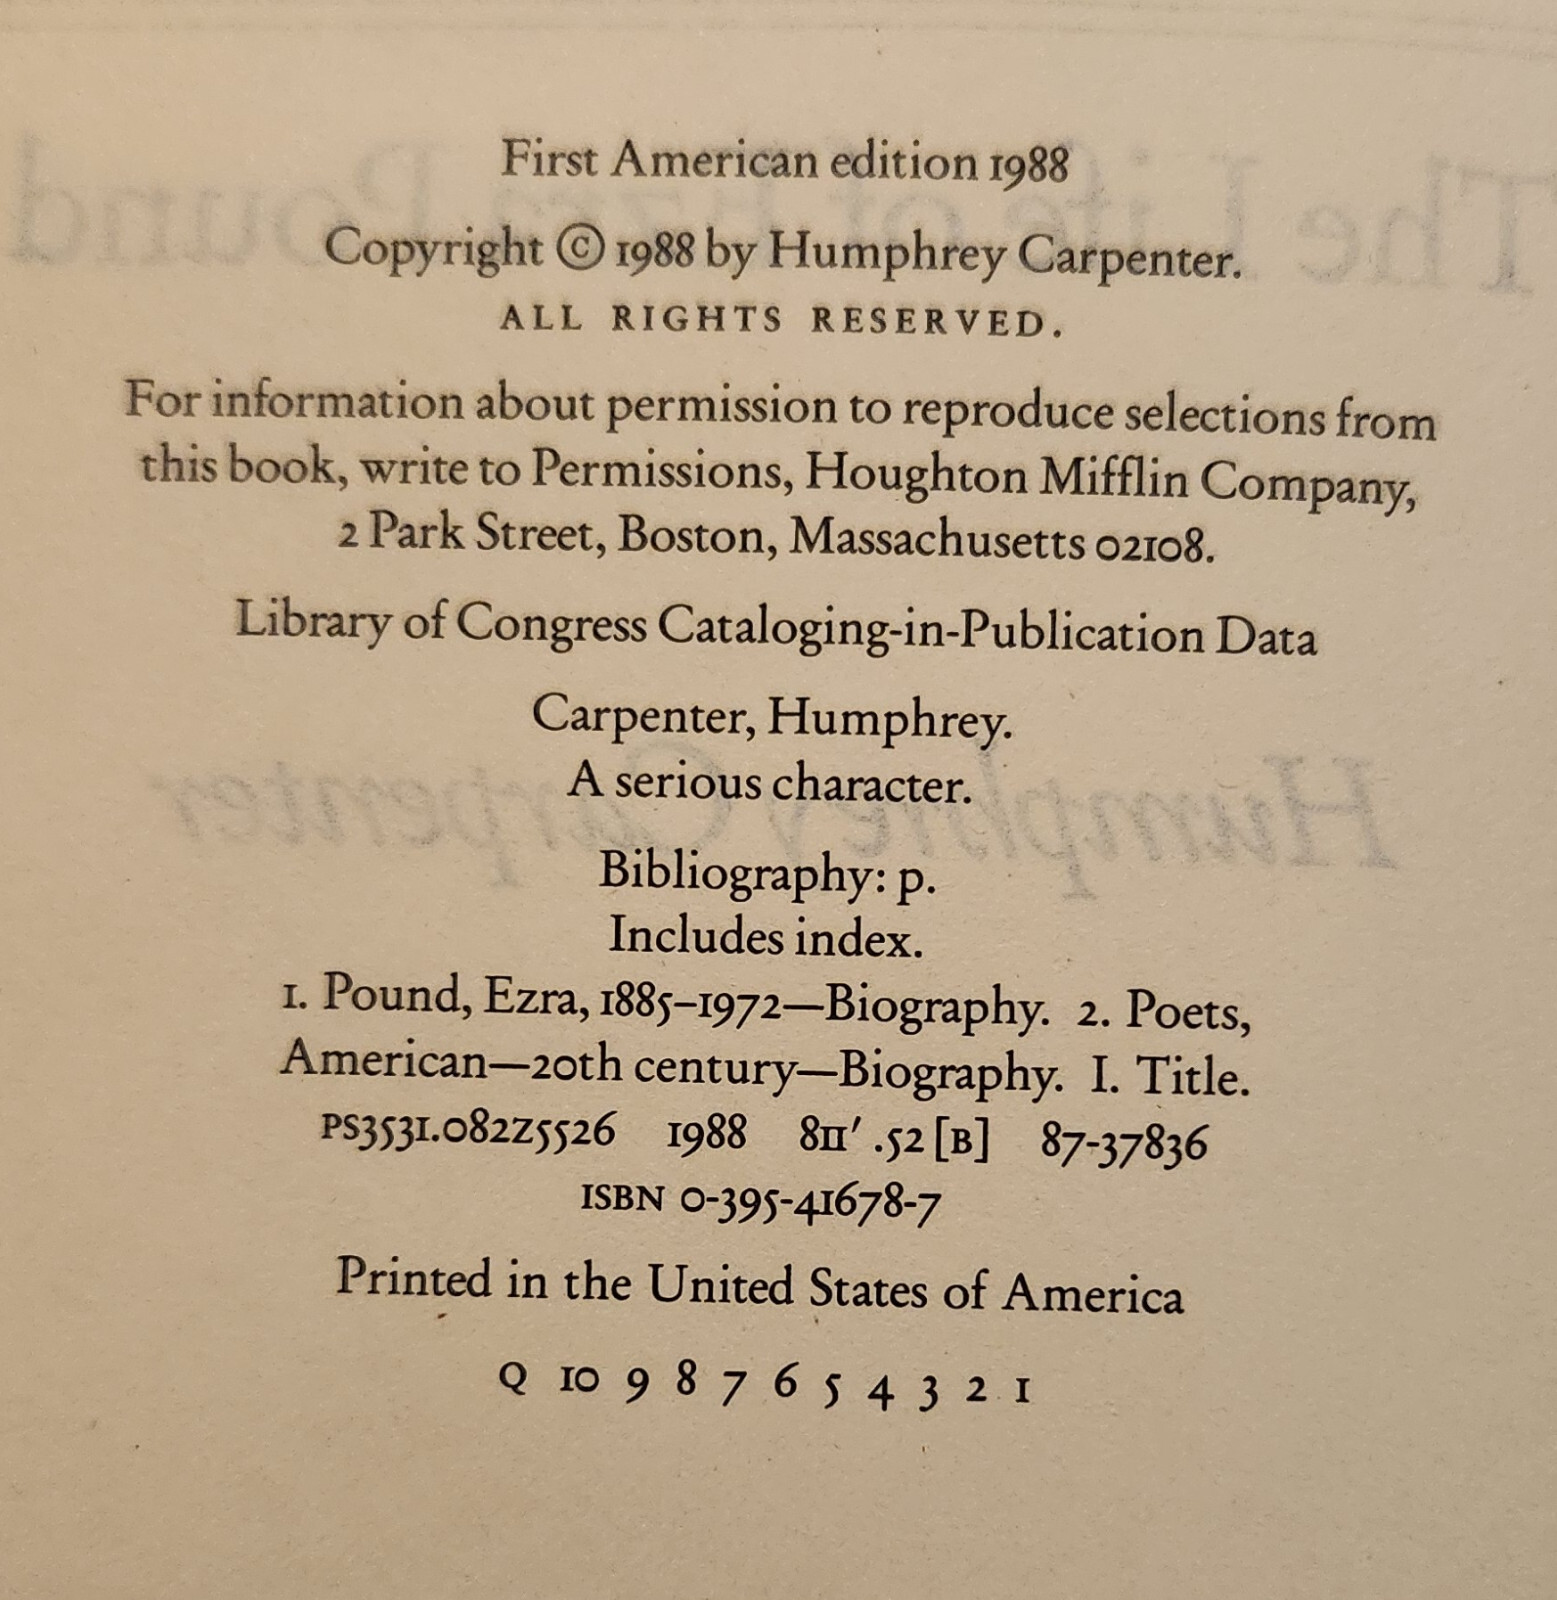 First American edition 1988
Copyright © 1988 by Humphrey Carpenter.
ALL RIGHTS RESERVED.
For information about permission to reproduce selections from
this book, write to Permissions, Houghton Mifflin Company,
2 Park Street, Boston, Massachusetts 02108.
Library of Congress Cataloging-in-Publication Data
Carpenter, Humphrey.
A serious character.
Bibliography: p.
Includes index.
1. Pound, Ezra, 1885–1972—Biography. 2. Poets,
American—20th century—Biography. I. Title.
PS3531.082Z5526 1988 811′ .52 [B] 87-37836
ISBN 0-395-41678-7
Printed in the United States of America
Q 10 9 8 7 6 5 4 3 2 1